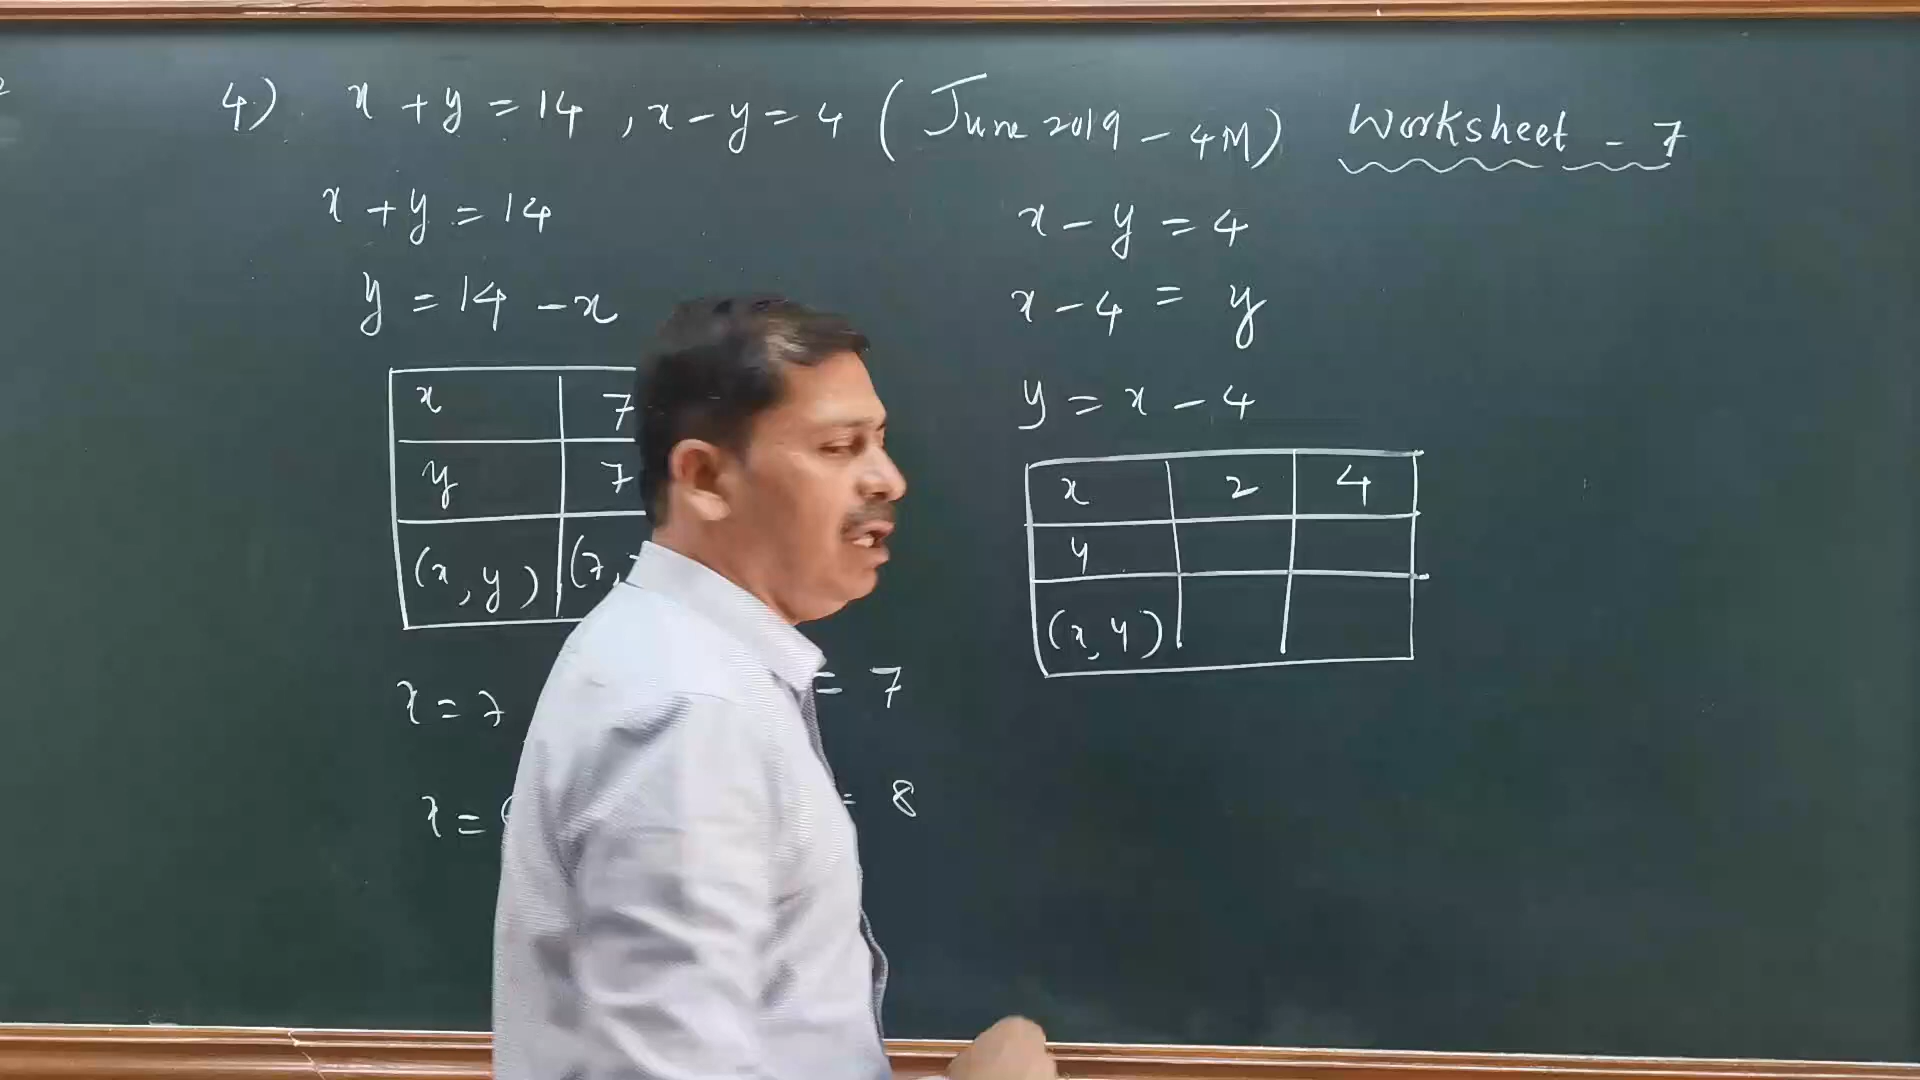 4) x + y = 14 , x - y = 4 ( June 2019 - 4M) Worksheet - 7
x + y = 14
y = 14 - x
x 7
y 7
(x, y) (7,
x = 7 = 7
x = = 8
x - y = 4
x - 4 = y
y = x - 4
x 2 4
y
(x, y)